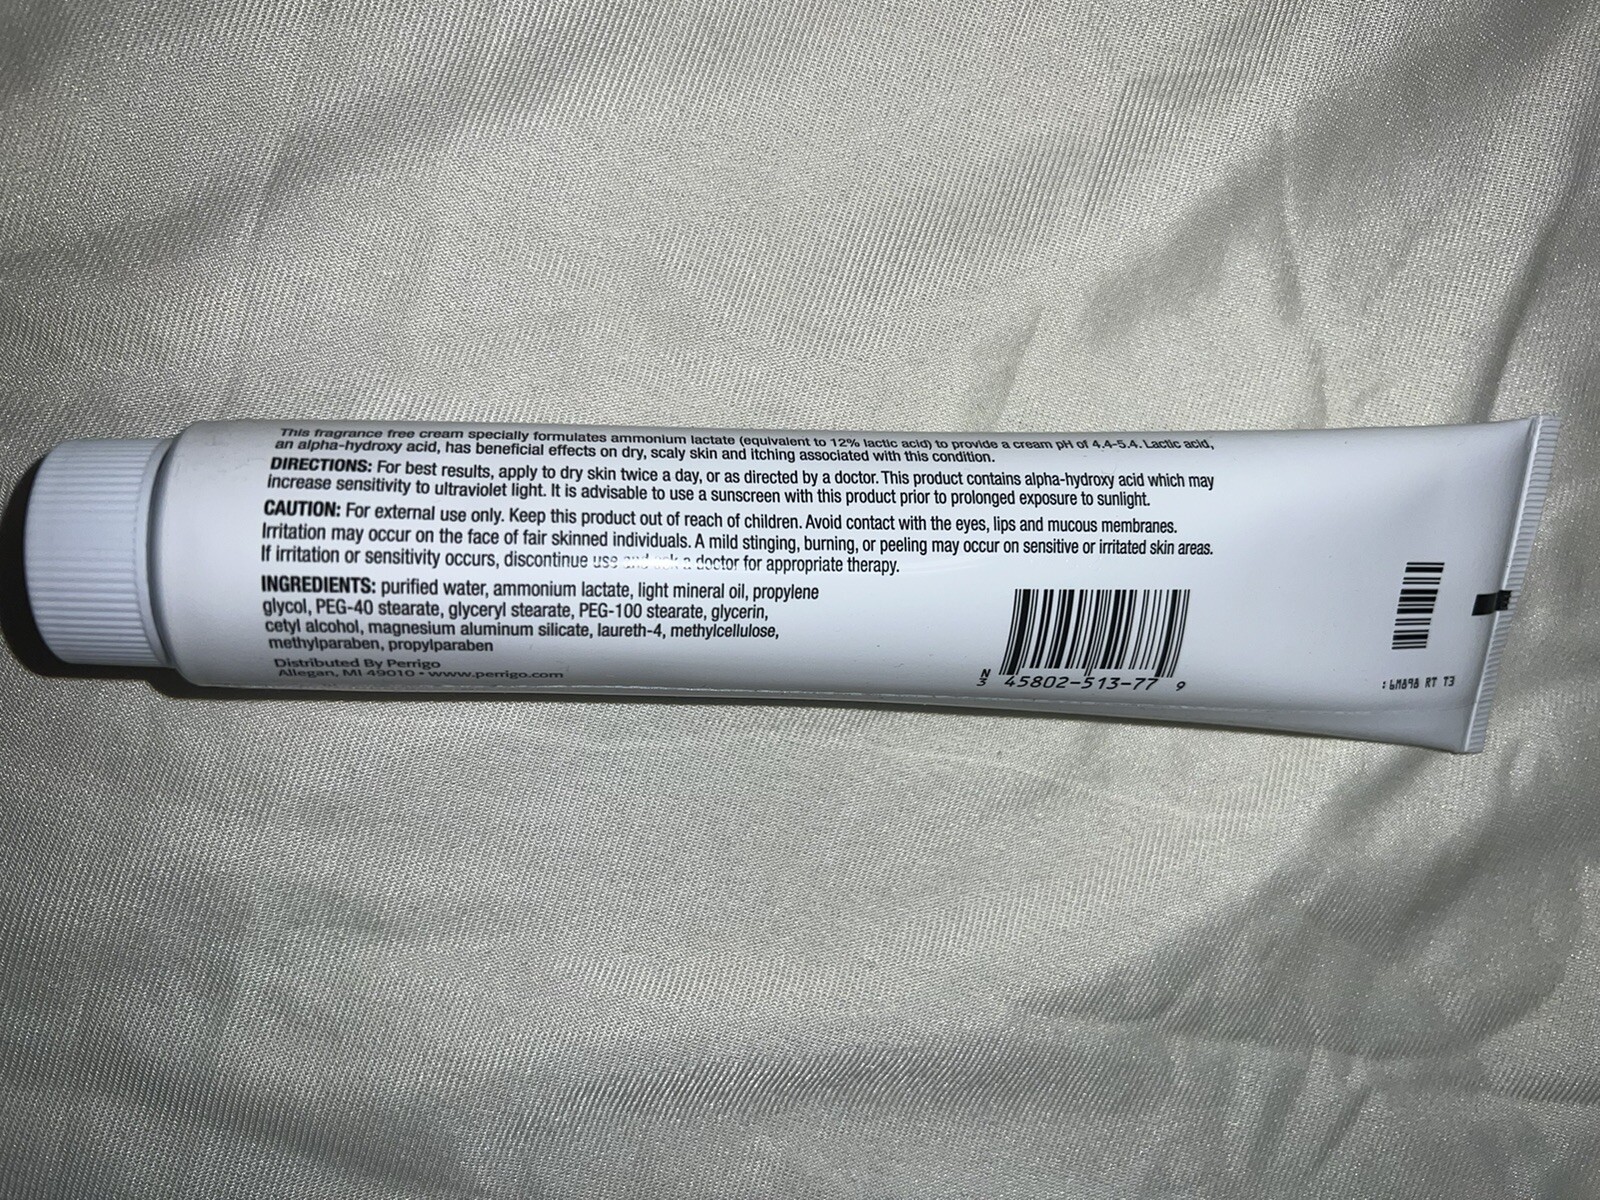 This fragrance free cream specially formulates ammonium lactate (equivalent to 12% lactic acid) to provide a cream pH of 4.4-5.4. Lactic acid,
an alpha-hydroxy acid, has beneficial effects on dry, scaly skin and itching associated with this condition.
DIRECTIONS: For best results, apply to dry skin twice a day, or as directed by a doctor. This product contains alpha-hydroxy acid which may
increase sensitivity to ultraviolet light. It is advisable to use a sunscreen with this product prior to prolonged exposure to sunlight.
CAUTION: For external use only. Keep this product out of reach of children. Avoid contact with the eyes, lips and mucous membranes.
Irritation may occur on the face of fair skinned individuals. A mild stinging, burning, or peeling may occur on sensitive or irritated skin areas.
If irritation or sensitivity occurs, discontinue use and ask a doctor for appropriate therapy.
INGREDIENTS: purified water, ammonium lactate, light mineral oil, propylene
glycol, PEG-40 stearate, glyceryl stearate, PEG-100 stearate, glycerin,
cetyl alcohol, magnesium aluminum silicate, laureth-4, methylcellulose,
methylparaben, propylparaben
Distributed By Perrigo
Allegan, MI 49010 • www.perrigo.com
N
3 45802-513-77 9
RT T3